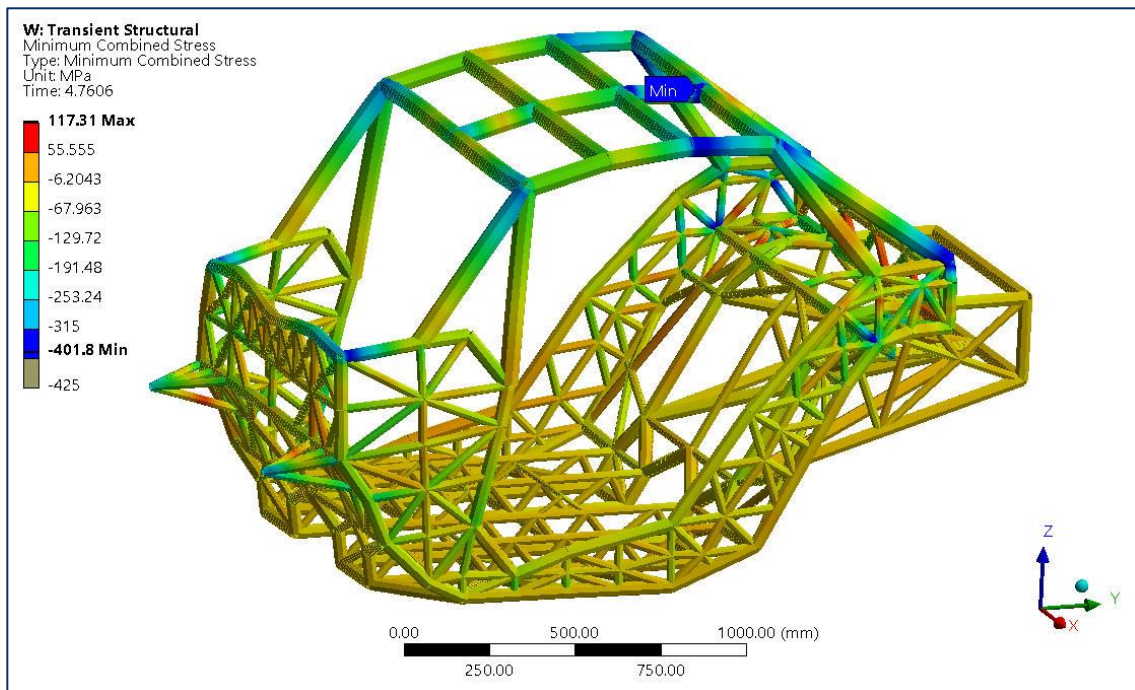 W: Transient Structural
Minimum Combined Stress
Type: Minimum Combined Stress
Unit: MPa
Time: 4.7606
117.31 Max
55.555
-6.2043
-67.963
-129.72
-191.48
-253.24
-315
-401.8 Min
-425
Min
Z
Y
X
0.00 500.00 1000.00 (mm)
250.00 750.00